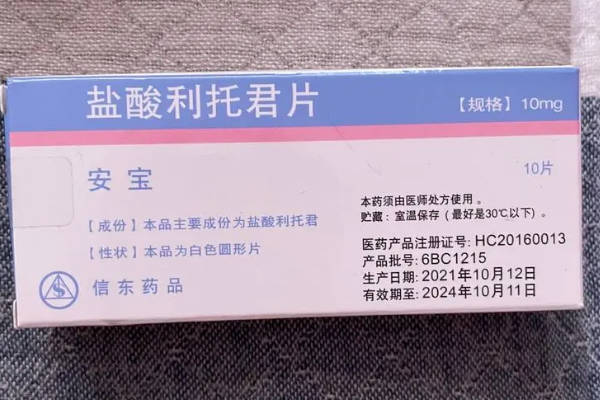 盐酸利托君片
【规格】10mg
安宝
10片
【成份】本品主要成份为盐酸利托君
【性状】本品为白色圆形片
信东药品
本药须由医师处方使用。
贮藏：室温保存（最好是30℃以下）。
医药产品注册证号: HC20160013
产品批号: 6BC1215
生产日期: 2021年10月12日
有效期至: 2024年10月11日